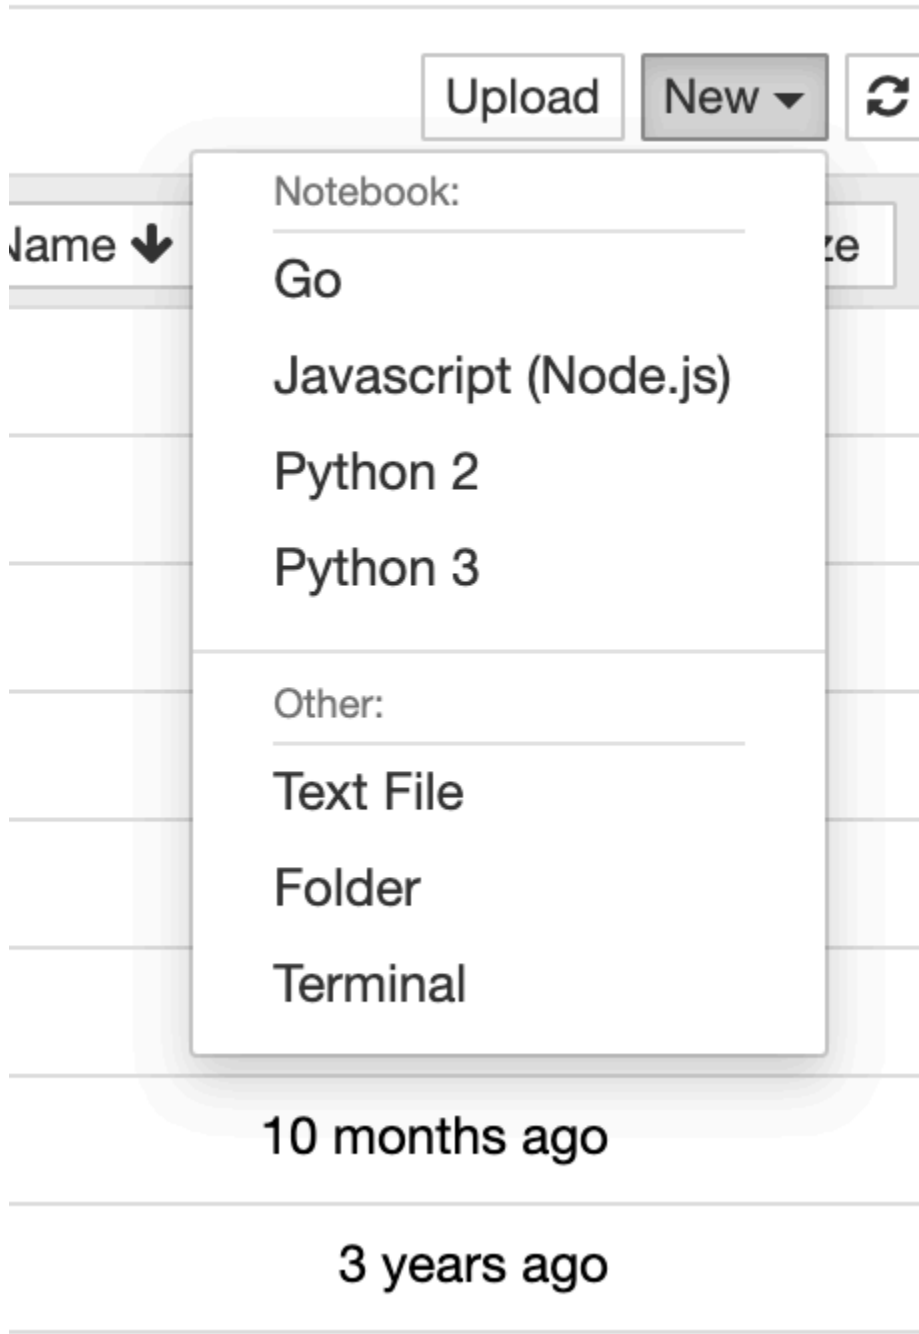 Upload New
Notebook:
Name
Go
Javascript (Node.js)
Python 2
Python 3
Other:
Text File
Folder
Terminal
10 months ago
3 years ago